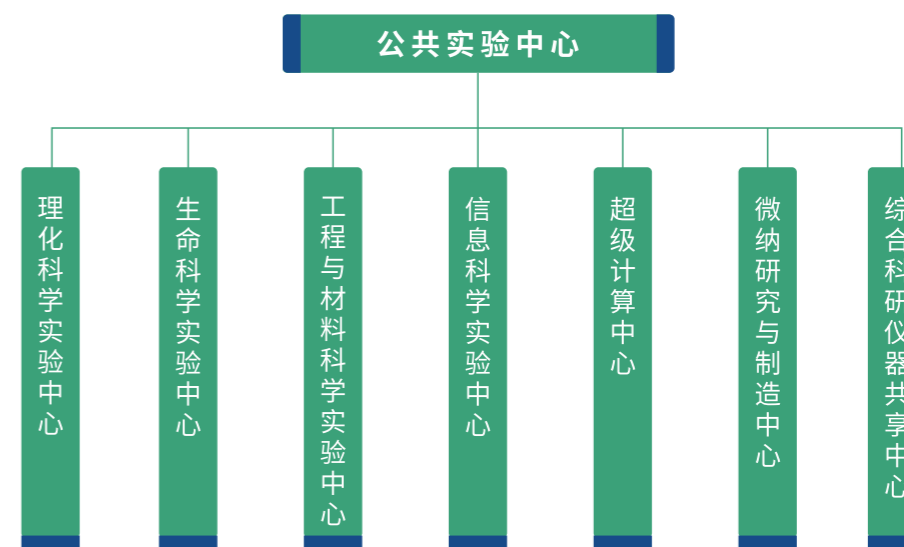 公共实验中心
理化科学实验中心
生命科学实验中心
工程与材料科学实验中心
信息科学实验中心
超级计算中心
微纳研究与制造中心
综合科研仪器共享中心